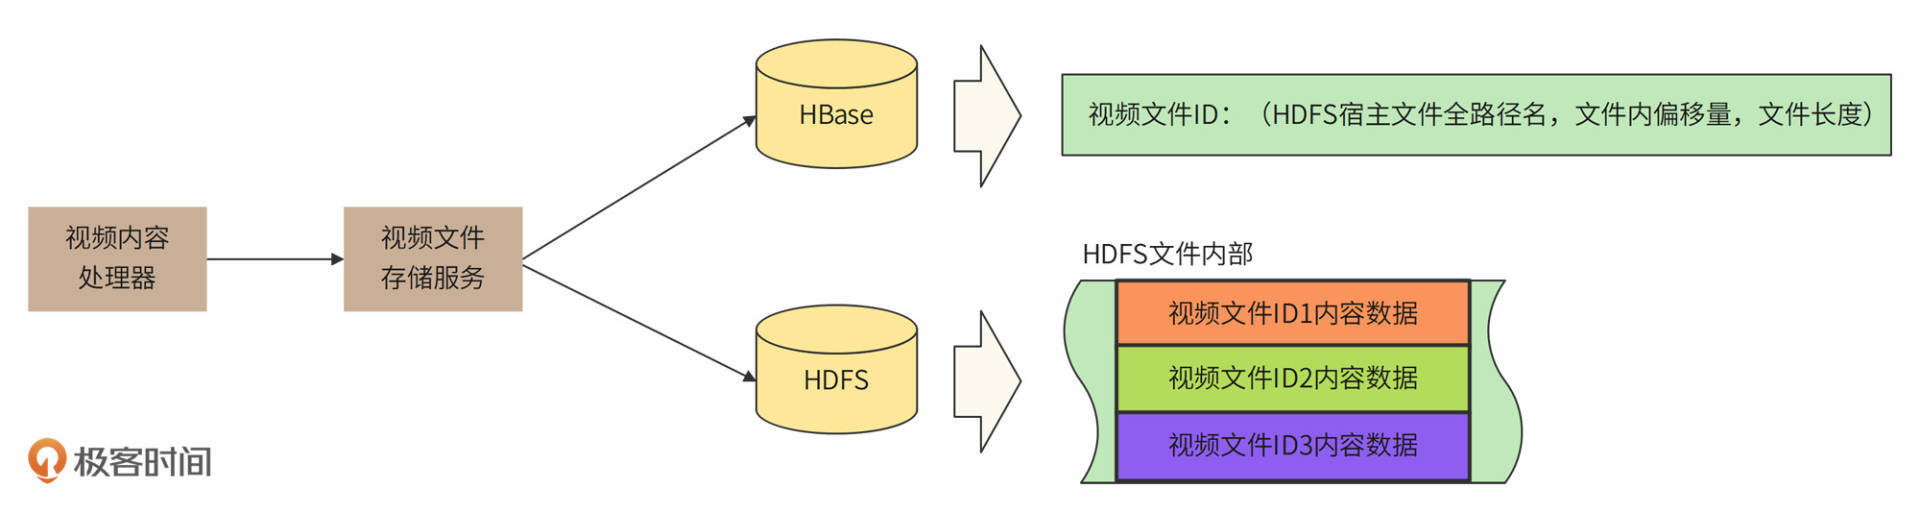 HBase
视频文件ID：（HDFS宿主文件全路径名，文件内偏移量，文件长度）
视频内容
处理器
视频文件
存储服务
HDFS文件内部
视频文件ID1内容数据
HDFS
视频文件ID2内容数据
视频文件ID3内容数据
极客时间